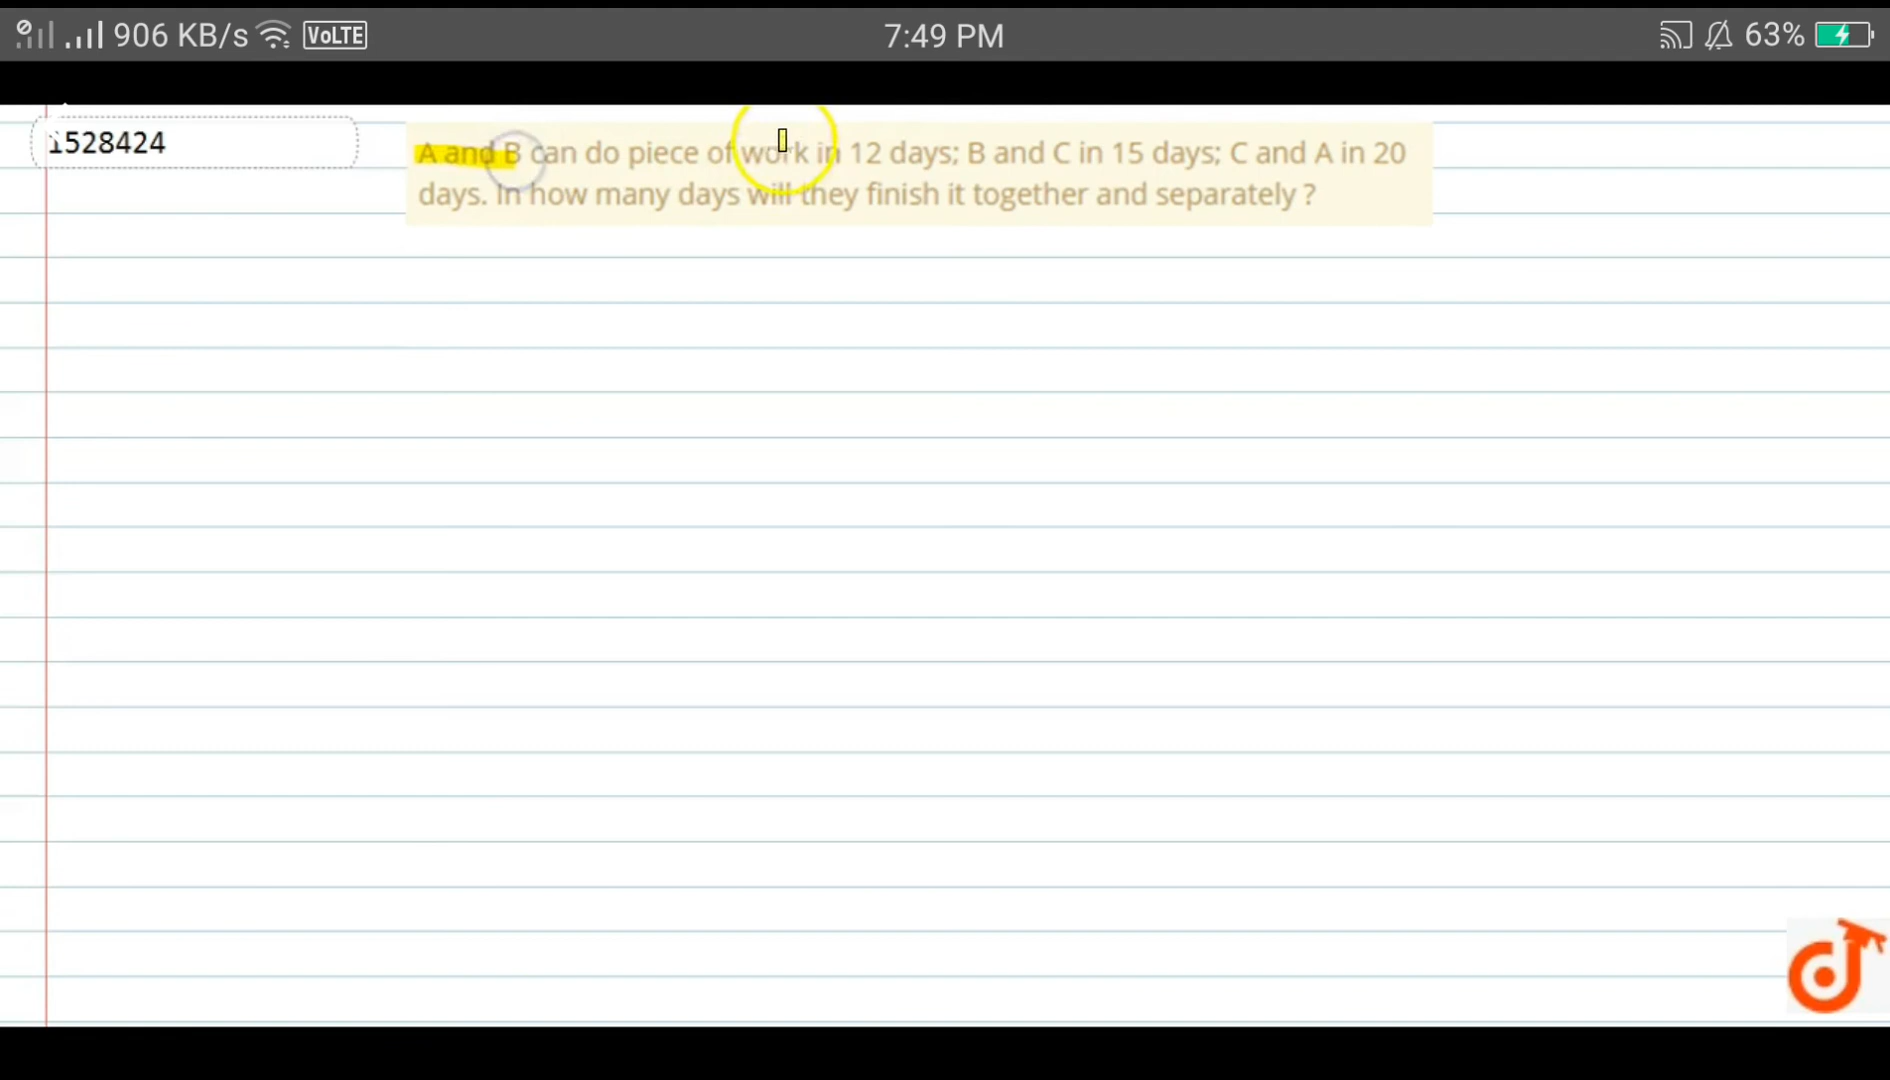 906 KB/s VoLTE 7:49 PM 63%
1528424
A and B can do piece of work in 12 days; B and C in 15 days; C and A in 20
days. In how many days will they finish it together and separately ?